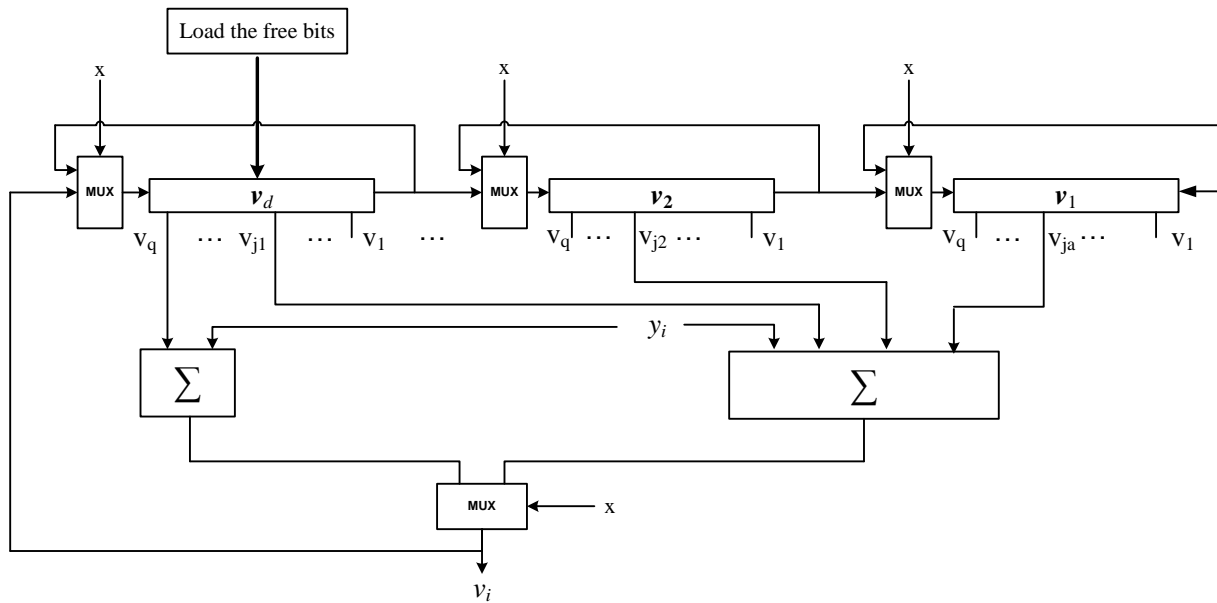 Load the free bits
x
x
x
MUX
MUX
MUX
v_d
v_2
v_1
v_q ... v_j1 ... v_1 ... v_q ... v_j2 ... v_1 v_q ... v_ja ... v_1
y_i
∑
∑
MUX
x
v_i